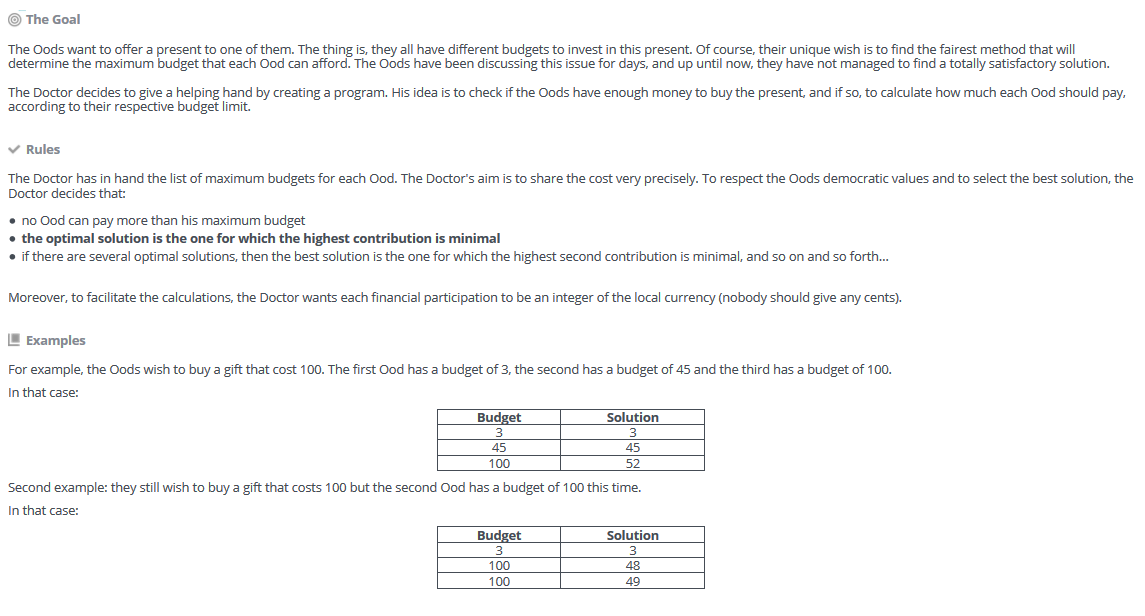 The Goal
The Oods want to offer a present to one of them. The thing is, they all have different budgets to invest in this present. Of course, their unique wish is to find the fairest method that will
determine the maximum budget that each Ood can afford. The Oods have been discussing this issue for days, and up until now, they have not managed to find a totally satisfactory solution.
The Doctor decides to give a helping hand by creating a program. His idea is to check if the Oods have enough money to buy the present, and if so, to calculate how much each Ood should pay,
according to their respective budget limit.
Rules
The Doctor has in hand the list of maximum budgets for each Ood. The Doctor's aim is to share the cost very precisely. To respect the Oods democratic values and to select the best solution, the
Doctor decides that:
• no Ood can pay more than his maximum budget
• the optimal solution is the one for which the highest contribution is minimal
• if there are several optimal solutions, then the best solution is the one for which the highest second contribution is minimal, and so on and so forth...
Moreover, to facilitate the calculations, the Doctor wants each financial participation to be an integer of the local currency (nobody should give any cents).
Examples
For example, the Oods wish to buy a gift that cost 100. The first Ood has a budget of 3, the second has a budget of 45 and the third has a budget of 100.
In that case:
Budget Solution
3 3
45 45
100 52
Second example: they still wish to buy a gift that costs 100 but the second Ood has a budget of 100 this time.
In that case:
Budget Solution
3 3
100 48
100 49